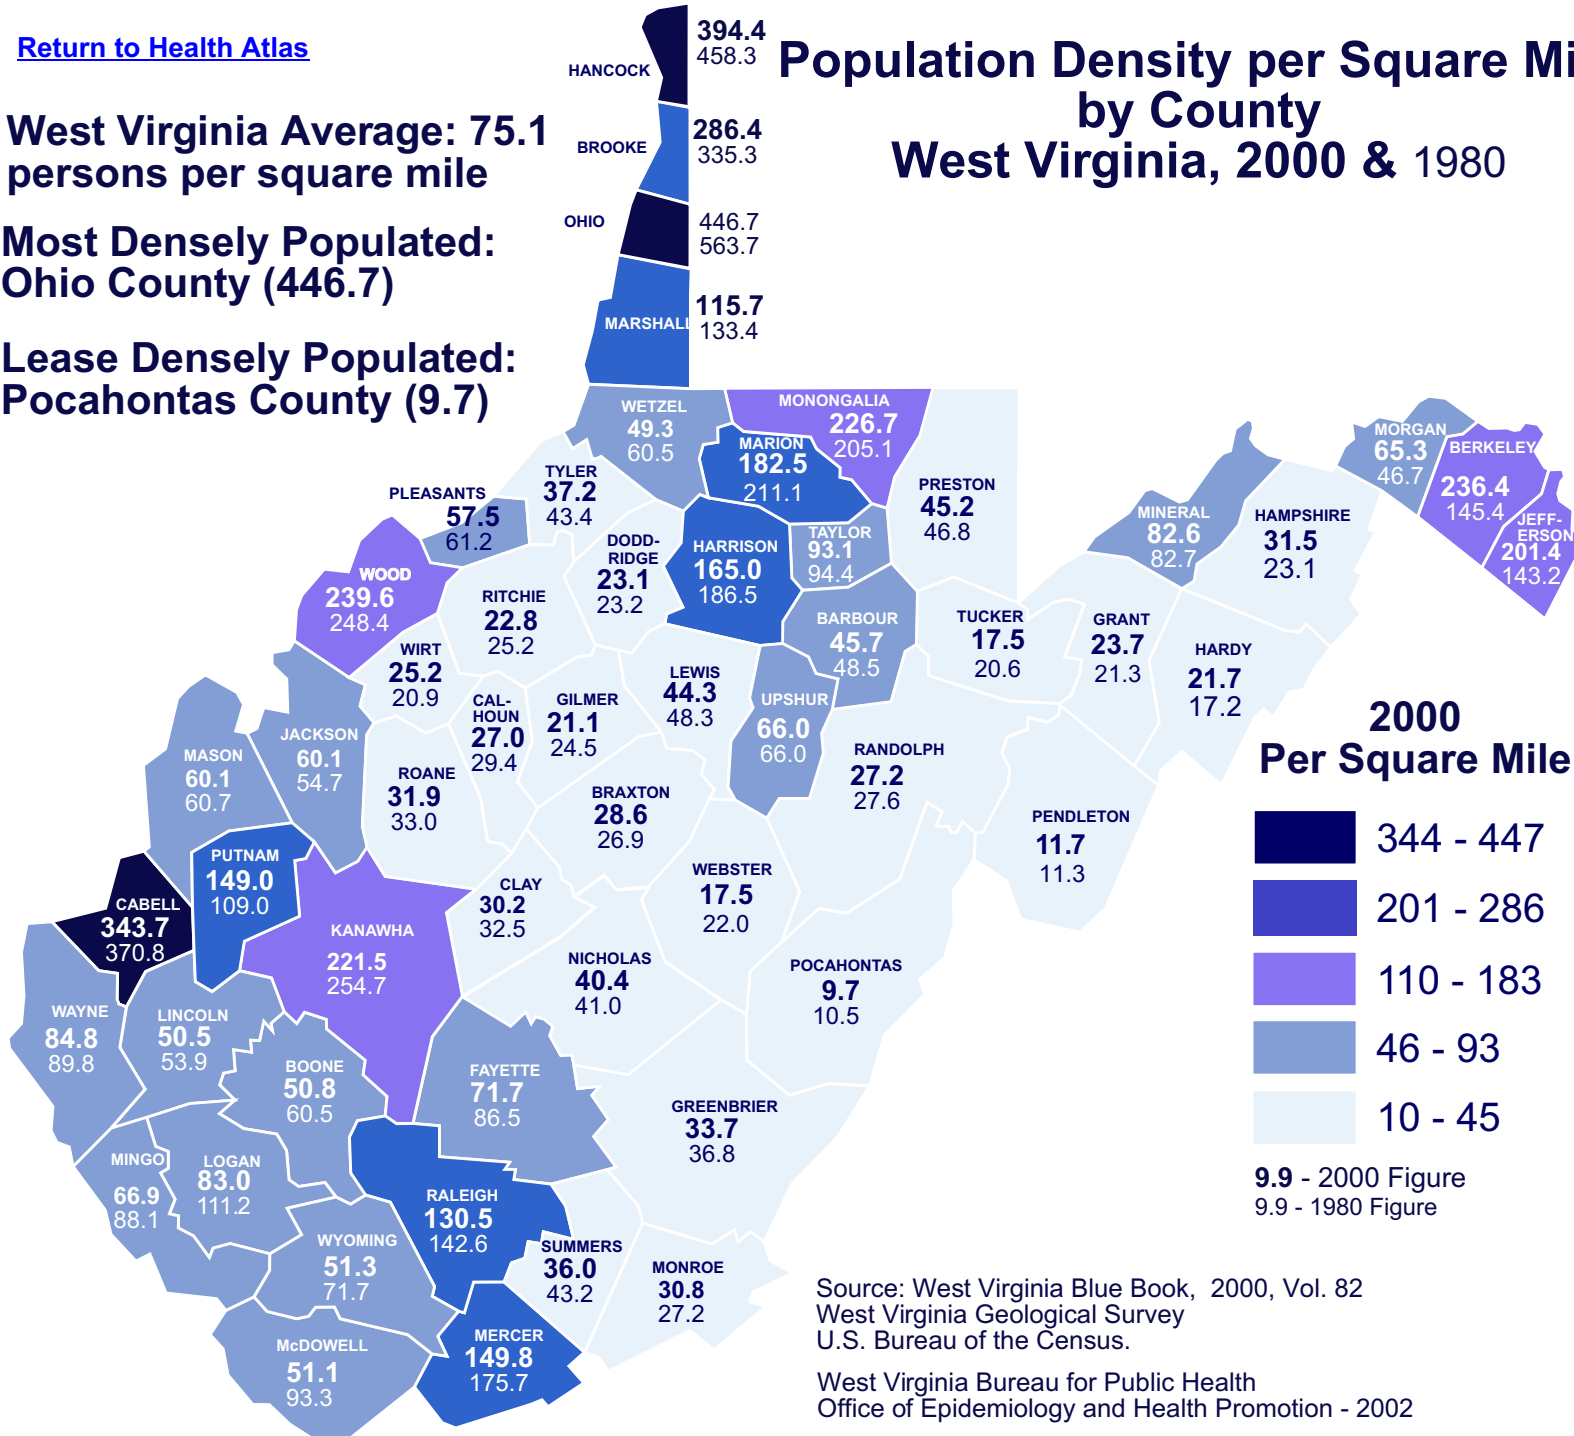 Return to Health Atlas
Population Density per Square Mi
by County
West Virginia, 2000 & 1980
West Virginia Average: 75.1
persons per square mile
Most Densely Populated:
Ohio County (446.7)
Lease Densely Populated:
Pocahontas County (9.7)
HANCOCK
394.4
458.3
BROOKE
286.4
335.3
OHIO
446.7
563.7
MARSHALL
115.7
133.4
WETZEL
49.3
60.5
MONONGALIA
226.7
205.1
MARION
182.5
211.1
PRESTON
45.2
46.8
MORGAN
65.3
46.7
BERKELEY
236.4
145.4
JEFF-
ERSON
201.4
143.2
MINERAL
82.6
82.7
HAMPSHIRE
31.5
23.1
TYLER
37.2
43.4
PLEASANTS
57.5
61.2
DODD-
RIDGE
23.1
23.2
HARRISON
165.0
186.5
TAYLOR
93.1
94.4
WOOD
239.6
248.4
RITCHIE
22.8
25.2
BARBOUR
45.7
48.5
TUCKER
17.5
20.6
GRANT
23.7
21.3
HARDY
21.7
17.2
WIRT
25.2
20.9
CAL-
HOUN
27.0
29.4
GILMER
21.1
24.5
LEWIS
44.3
48.3
UPSHUR
66.0
66.0
RANDOLPH
27.2
27.6
JACKSON
60.1
54.7
MASON
60.1
60.7
ROANE
31.9
33.0
BRAXTON
28.6
26.9
PENDLETON
11.7
11.3
PUTNAM
149.0
109.0
CABELL
343.7
370.8
KANAWHA
221.5
254.7
CLAY
30.2
32.5
WEBSTER
17.5
22.0
NICHOLAS
40.4
41.0
POCAHONTAS
9.7
10.5
WAYNE
84.8
89.8
LINCOLN
50.5
53.9
BOONE
50.8
60.5
FAYETTE
71.7
86.5
GREENBRIER
33.7
36.8
MINGO
66.9
88.1
LOGAN
83.0
111.2
RALEIGH
130.5
142.6
WYOMING
51.3
71.7
SUMMERS
36.0
43.2
MONROE
30.8
27.2
McDOWELL
51.1
93.3
MERCER
149.8
175.7
2000
Per Square Mile
344 - 447
201 - 286
110 - 183
46 - 93
10 - 45
9.9 - 2000 Figure
9.9 - 1980 Figure
Source: West Virginia Blue Book, 2000, Vol. 82
West Virginia Geological Survey
U.S. Bureau of the Census.
West Virginia Bureau for Public Health
Office of Epidemiology and Health Promotion - 2002